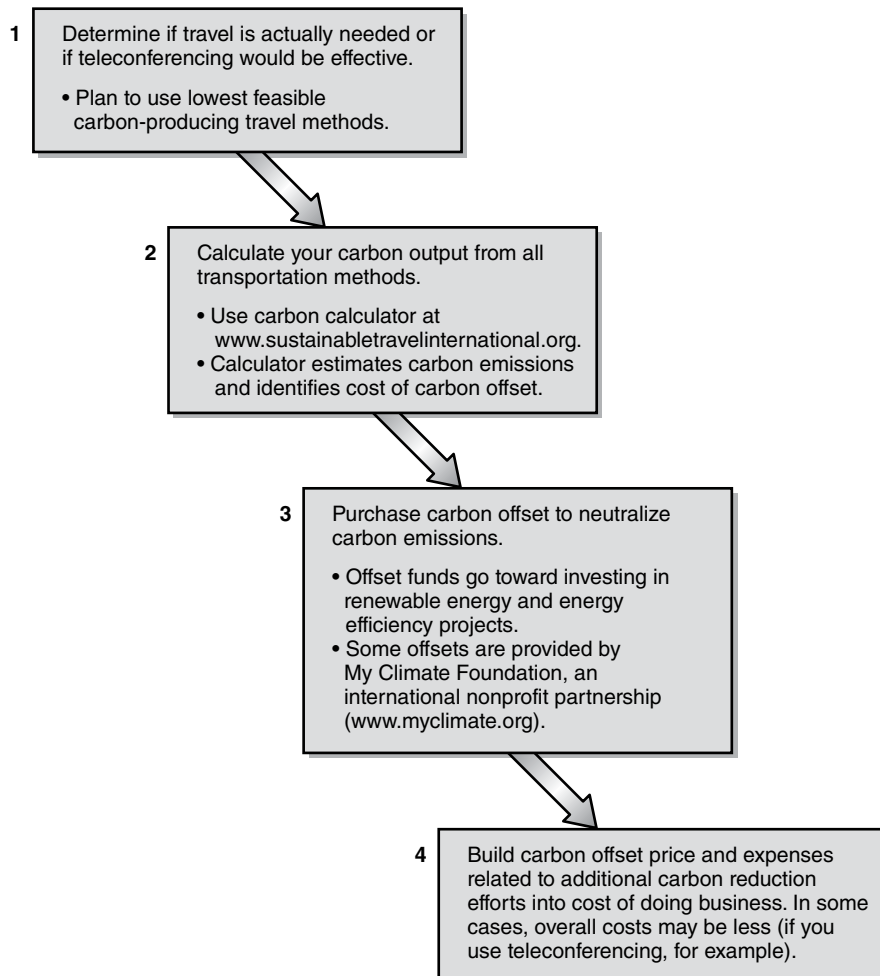 1 Determine if travel is actually needed or
if teleconferencing would be effective.
• Plan to use lowest feasible
carbon-producing travel methods.
2 Calculate your carbon output from all
transportation methods.
• Use carbon calculator at
www.sustainabletravelinternational.org.
• Calculator estimates carbon emissions
and identifies cost of carbon offset.
3 Purchase carbon offset to neutralize
carbon emissions.
• Offset funds go toward investing in
renewable energy and energy
efficiency projects.
• Some offsets are provided by
My Climate Foundation, an
international nonprofit partnership
(www.myclimate.org).
4 Build carbon offset price and expenses
related to additional carbon reduction
efforts into cost of doing business. In some
cases, overall costs may be less (if you
use teleconferencing, for example).